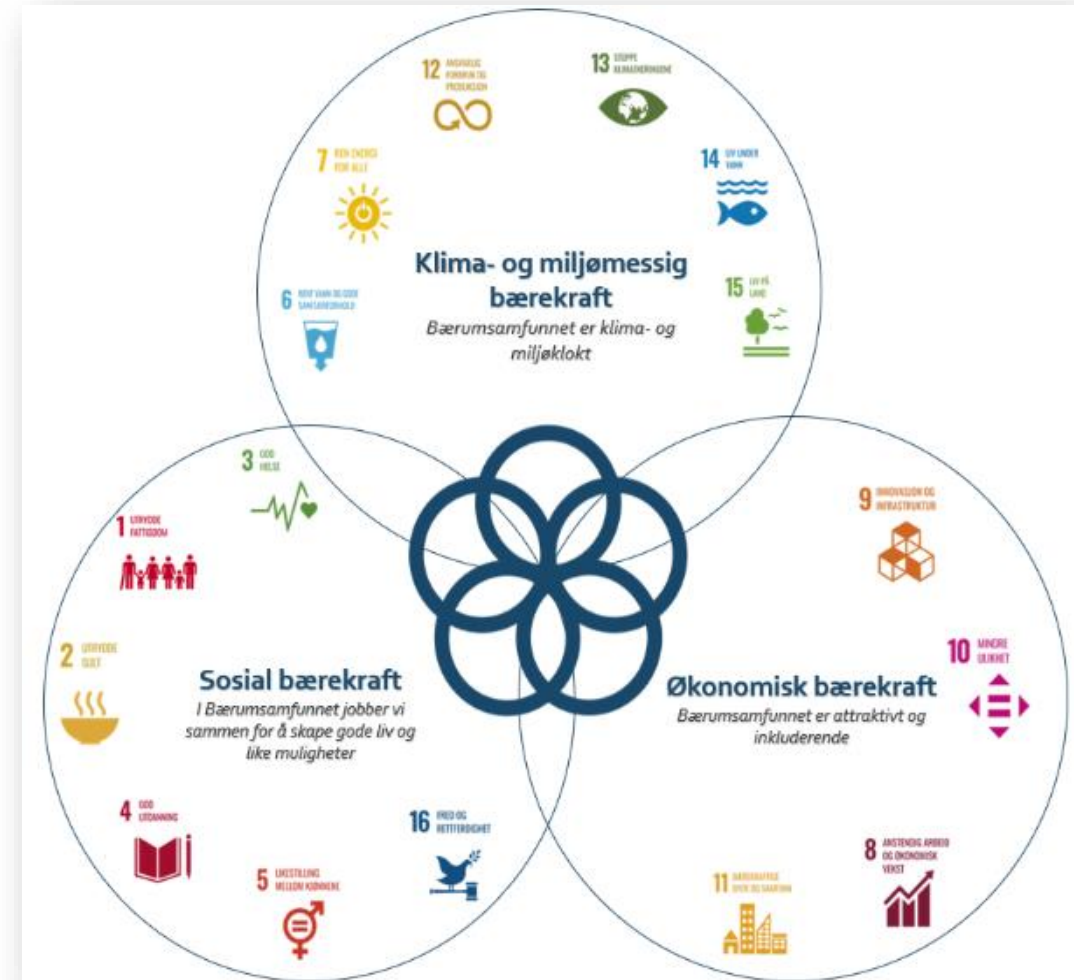 12 ANSVARLIG
FORBRUK OG
PRODUKSJON
13 STOPPE
KLIMAENDRINGENE
7 REN ENERGI
FOR ALLE
14 LIV UNDER
VANN
Klima- og miljømessig
bærekraft
Bærumsamfunnet er klima- og
miljøklokt
6 RENT VANN OG GODE
SANITÆRFORHOLD
15 LIV PÅ
LAND
3 GOD
HELSE
1 UTRYDDE
FATTIGDOM
9 INNOVASJON OG
INFRASTRUKTUR
2 UTRYDDE
SULT
10 MINDRE
ULIKHET
Sosial bærekraft
I Bærumsamfunnet jobber vi
sammen for å skape gode liv og
like muligheter
Økonomisk bærekraft
Bærumsamfunnet er attraktivt og
inkluderende
4 GOD
UTDANNING
16 FRED OG
RETTFERDIGHET
5 LIKESTILLING
MELLOM KJØNNENE
11 BÆREKRAFTIGE
BYER OG SAMFUNN
8 ANSTENDIG ARBEID
OG ØKONOMISK
VEKST